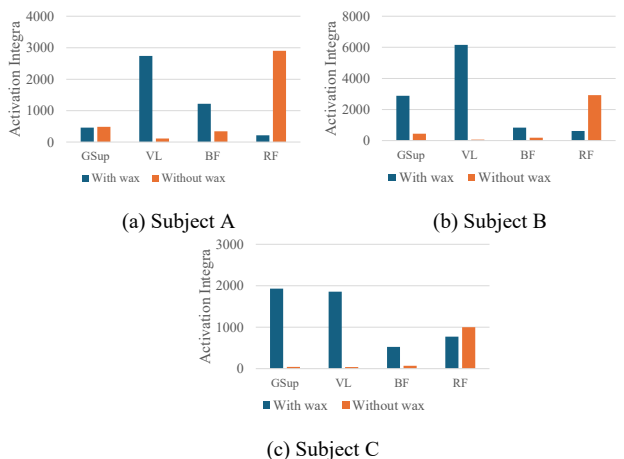 Activation Integra
4000
3000
2000
1000
0
GSup VL BF RF
With wax Without wax
(a) Subject A
Activation Integra
8000
6000
4000
2000
0
GSup VL BF RF
With wax Without wax
(b) Subject B
Activation Integra
3000
2000
1000
0
GSup VL BF RF
With wax Without wax
(c) Subject C